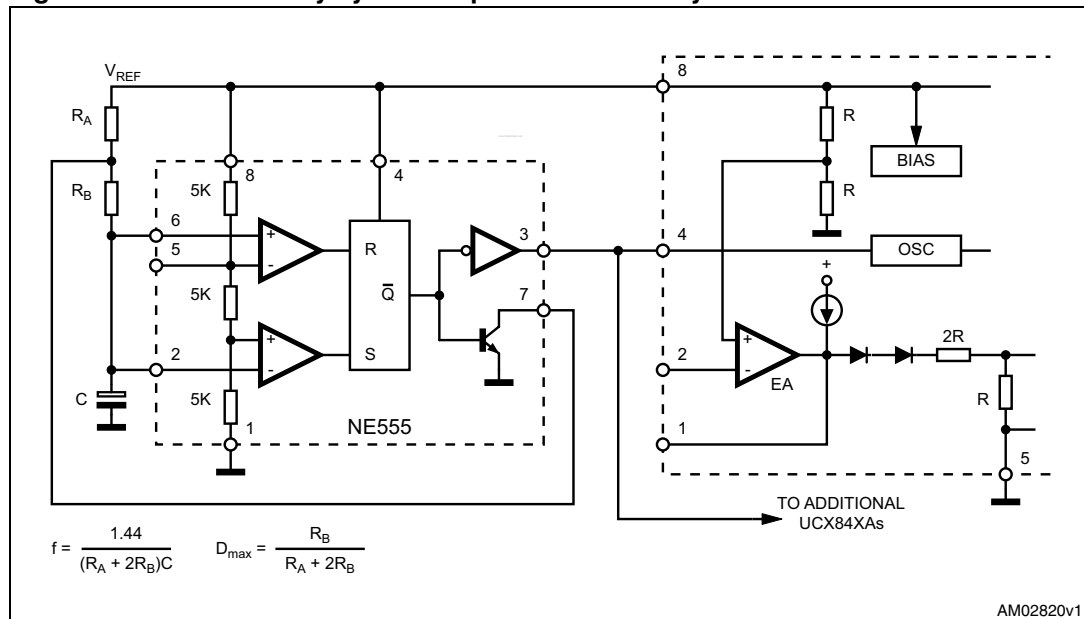 V_REF
8
R_A
R
R_B
8
4
BIAS
5K
R
6
+
3
4
5
-
R
OSC
5K
Q̅
+
7
2R
2
+
S
2
+
-
-
EA
R
C
5K
1
1
NE555
5
TO ADDITIONAL
UCX84XAs
f = 1.44 / (R_A + 2R_B)C
D_max = R_B / R_A + 2R_B
AM02820v1